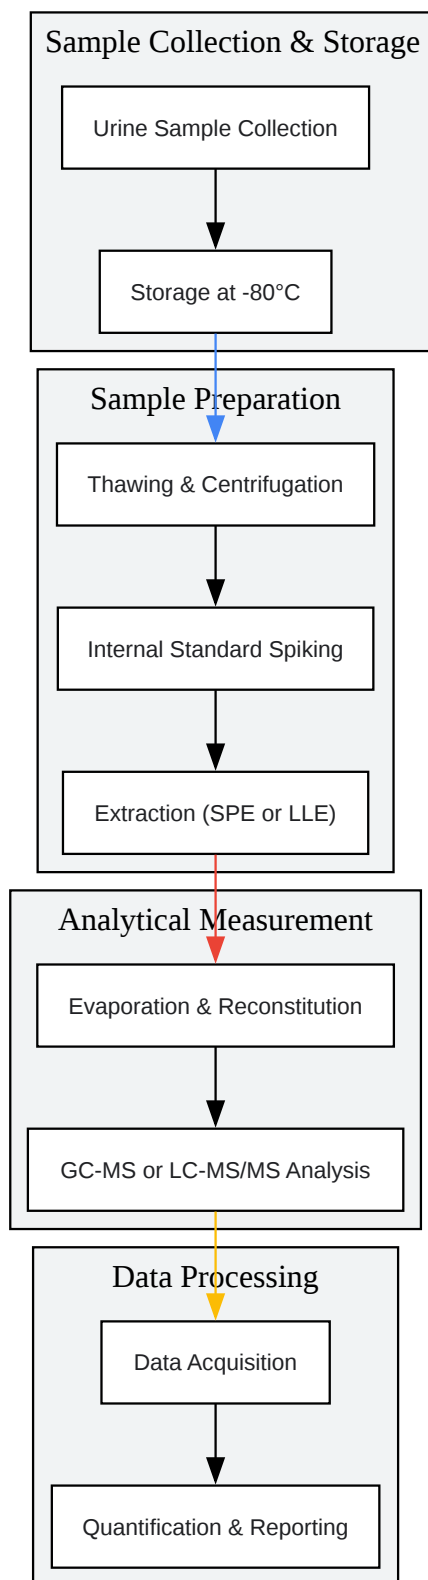 Sample Collection & Storage
Urine Sample Collection
Storage at -80°C
Sample Preparation
Thawing & Centrifugation
Internal Standard Spiking
Extraction (SPE or LLE)
Analytical Measurement
Evaporation & Reconstitution
GC-MS or LC-MS/MS Analysis
Data Processing
Data Acquisition
Quantification & Reporting